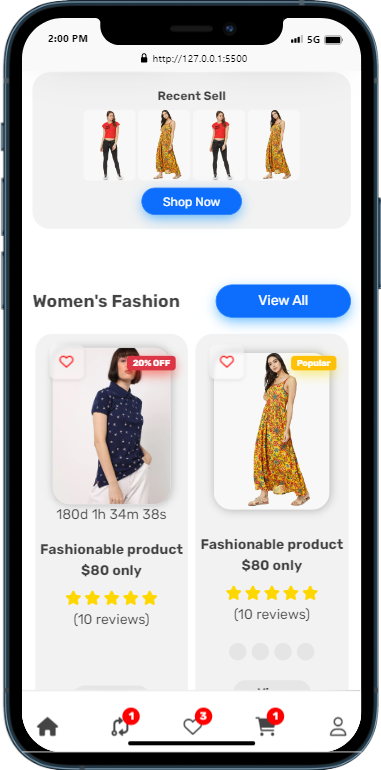 2:00 PM
5G
http://127.0.0.1:5500
Recent Sell
Shop Now
Women's Fashion
View All
20% OFF
Popular
180d 1h 34m 38s
Fashionable product
$80 only
(10 reviews)
Fashionable product
$80 only
(10 reviews)
1
3
1